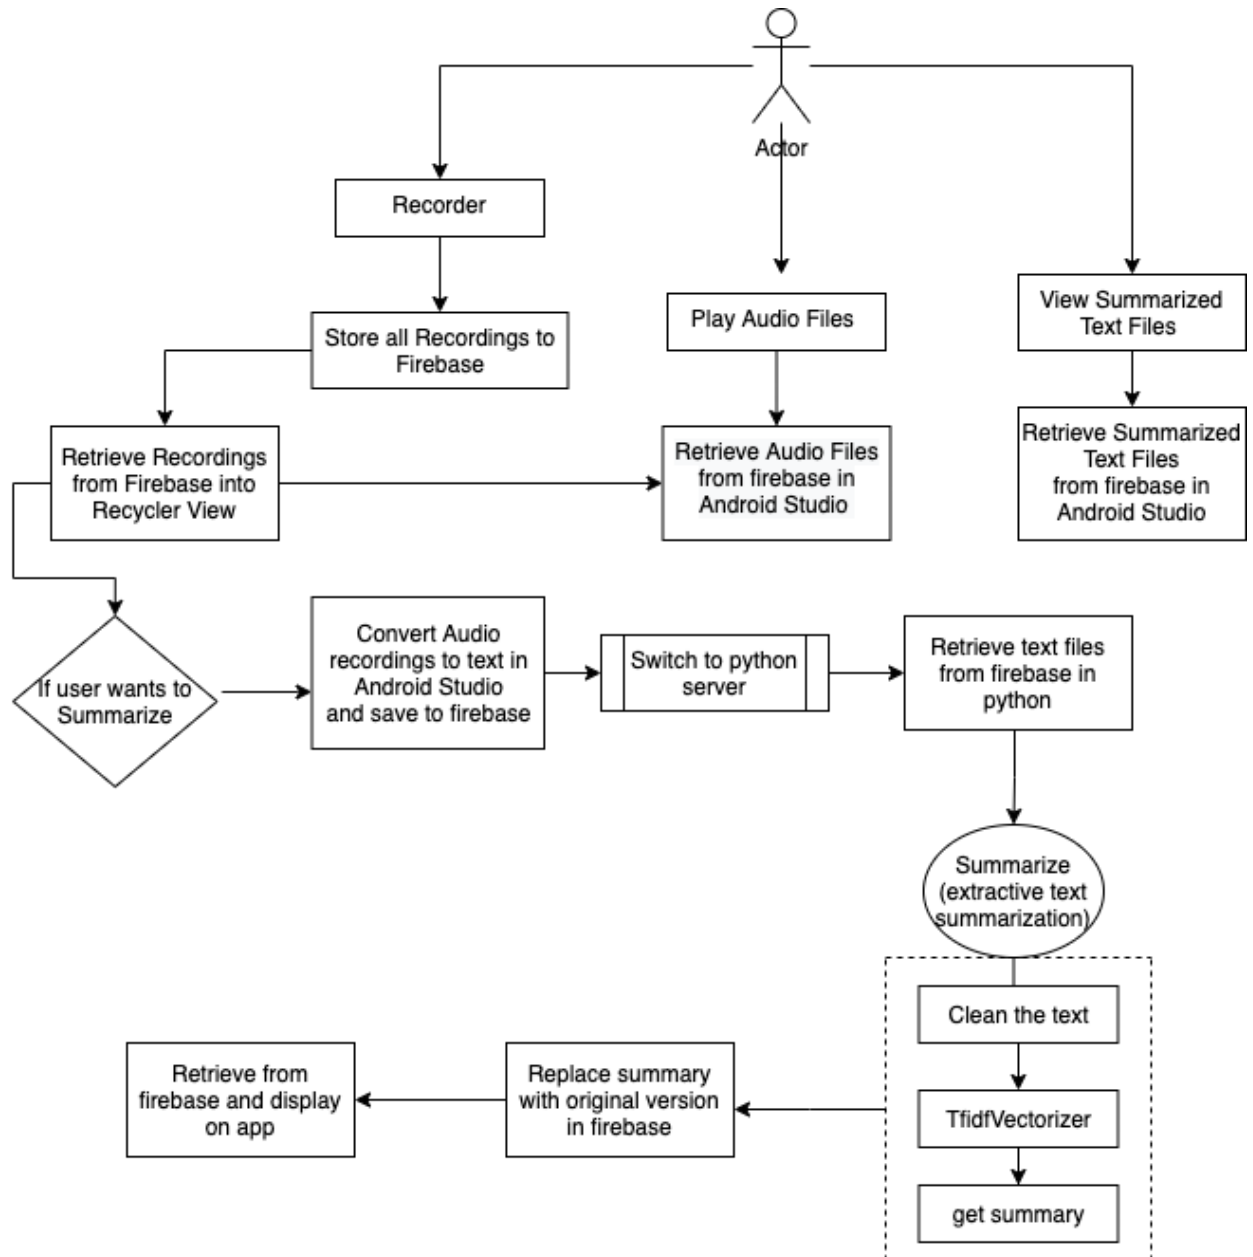 Actor
Recorder
Store all Recordings to
Firebase
Play Audio Files
View Summarized
Text Files
Retrieve Recordings
from Firebase into
Recycler View
Retrieve Audio Files
from firebase in
Android Studio
Retrieve Summarized
Text Files
from firebase in
Android Studio
If user wants to
Summarize
Convert Audio
recordings to text in
Android Studio
and save to firebase
Switch to python
server
Retrieve text files
from firebase in
python
Summarize
(extractive text
summarization)
Clean the text
TfidfVectorizer
get summary
Replace summary
with original version
in firebase
Retrieve from
firebase and display
on app